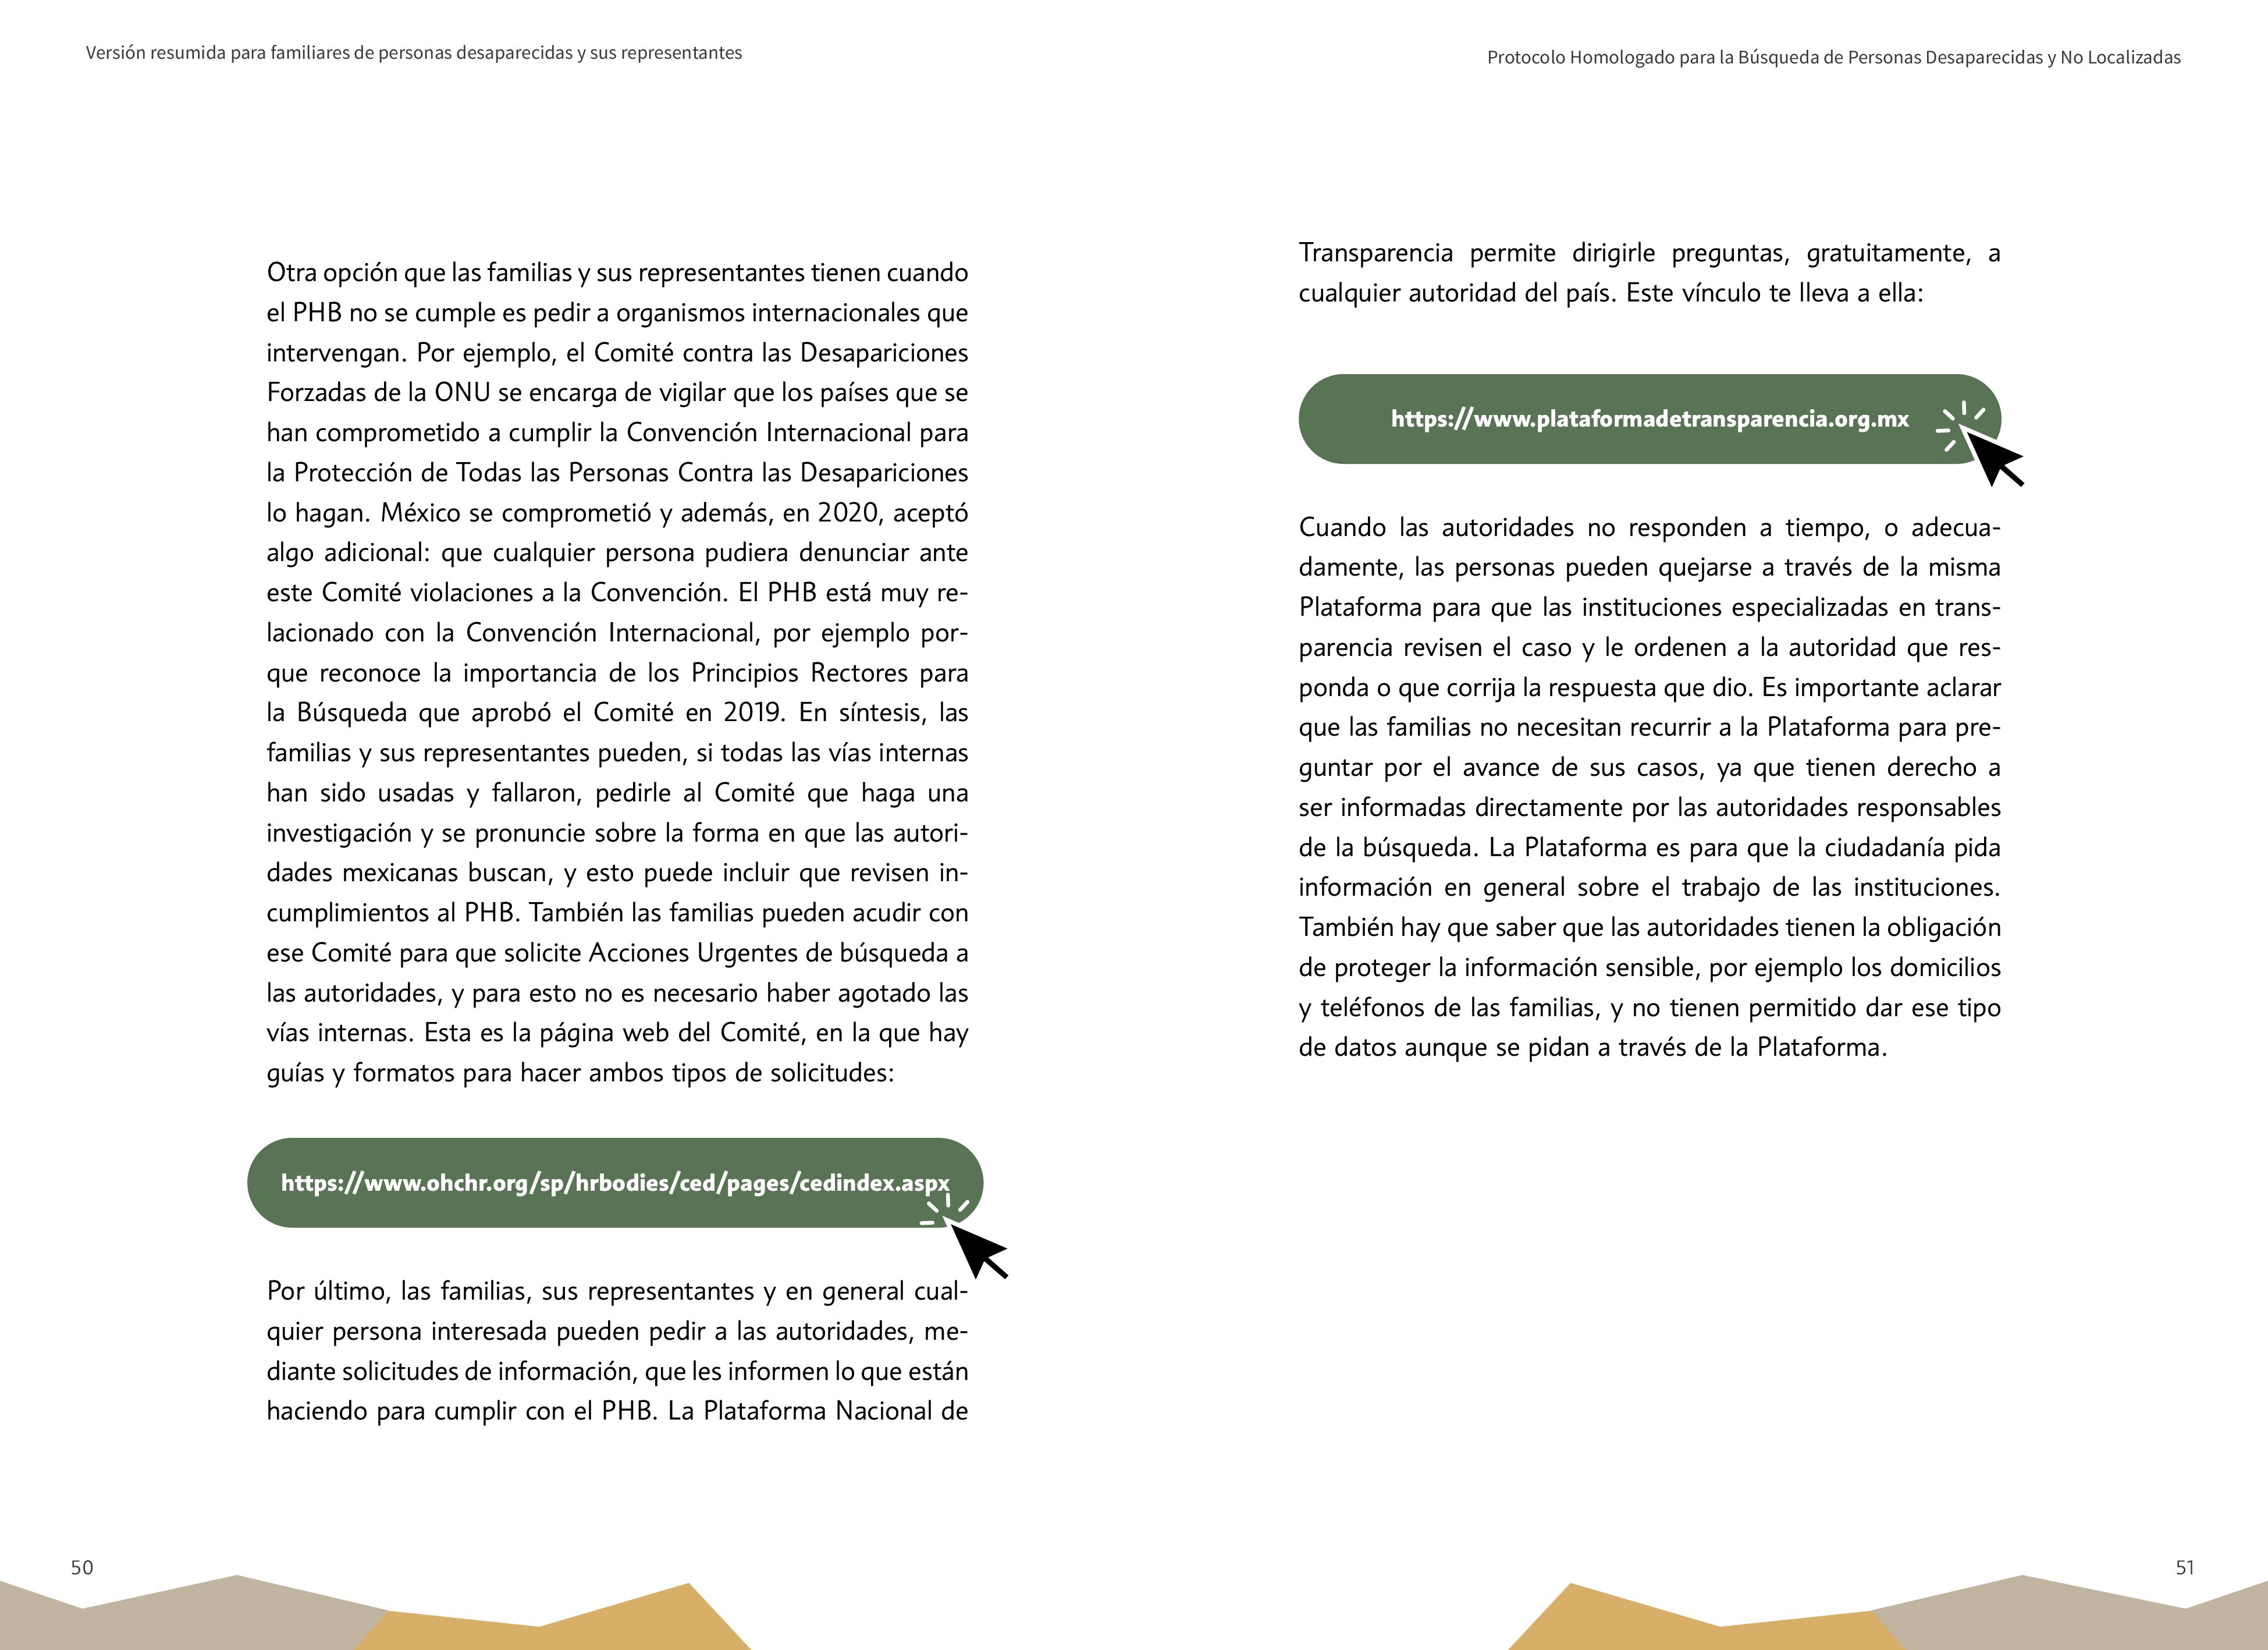 Versión resumida para familiares de personas desaparecidas y sus representantes
Otra opción que las familias y sus representantes tienen cuando
el PHB no se cumple es pedir a organismos internacionales que
intervengan. Por ejemplo, el Comité contra las Desapariciones
Forzadas de la ONU se encarga de vigilar que los países que se
han comprometido a cumplir la Convención Internacional para
la Protección de Todas las Personas Contra las Desapariciones
lo hagan. México se comprometió y además, en 2020, aceptó
algo adicional: que cualquier persona pudiera denunciar ante
este Comité violaciones a la Convención. El PHB está muy re-
lacionado con la Convención Internacional, por ejemplo por-
que reconoce la importancia de los Principios Rectores para
la Búsqueda que aprobó el Comité en 2019. En síntesis, las
familias y sus representantes pueden, si todas las vías internas
han sido usadas y fallaron, pedirle al Comité que haga una
investigación y se pronuncie sobre la forma en que las autori-
dades mexicanas buscan, y esto puede incluir que revisen in-
cumplimientos al PHB. También las familias pueden acudir con
ese Comité para que solicite Acciones Urgentes de búsqueda a
las autoridades, y para esto no es necesario haber agotado las
vías internas. Esta es la página web del Comité, en la que hay
guías y formatos para hacer ambos tipos de solicitudes:
https://www.ohchr.org/sp/hrbodies/ced/pages/cedindex.aspx
Por último, las familias, sus representantes y en general cual-
quier persona interesada pueden pedir a las autoridades, me-
diante solicitudes de información, que les informen lo que están
haciendo para cumplir con el PHB. La Plataforma Nacional de
50
Protocolo Homologado para la Búsqueda de Personas Desaparecidas y No Localizadas
Transparencia permite dirigirle preguntas, gratuitamente, a
cualquier autoridad del país. Este vínculo te lleva a ella:
https://www.plataformadetransparencia.org.mx
Cuando las autoridades no responden a tiempo, o adecua-
damente, las personas pueden quejarse a través de la misma
Plataforma para que las instituciones especializadas en trans-
parencia revisen el caso y le ordenen a la autoridad que res-
ponda o que corrija la respuesta que dio. Es importante aclarar
que las familias no necesitan recurrir a la Plataforma para pre-
guntar por el avance de sus casos, ya que tienen derecho a
ser informadas directamente por las autoridades responsables
de la búsqueda. La Plataforma es para que la ciudadanía pida
información en general sobre el trabajo de las instituciones.
También hay que saber que las autoridades tienen la obligación
de proteger la información sensible, por ejemplo los domicilios
y teléfonos de las familias, y no tienen permitido dar ese tipo
de datos aunque se pidan a través de la Plataforma.
51